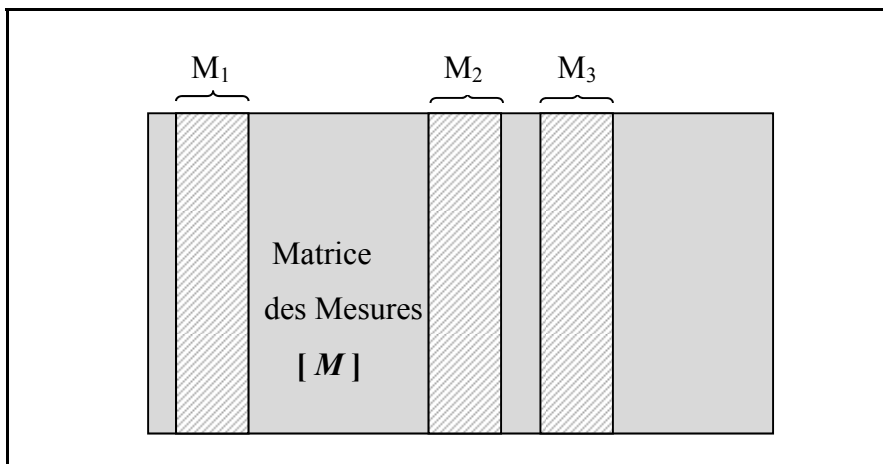 M₁ M₂ M₃
Matrice
des Mesures
[ M ]